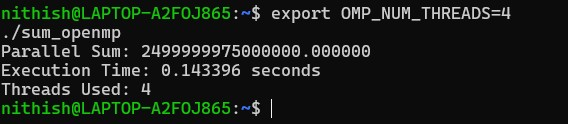 nithish@LAPTOP-A2FOJ865:~$ export OMP_NUM_THREADS=4
./sum_openmp
Parallel Sum: 2499999975000000.000000
Execution Time: 0.143396 seconds
Threads Used: 4
nithish@LAPTOP-A2FOJ865:~$